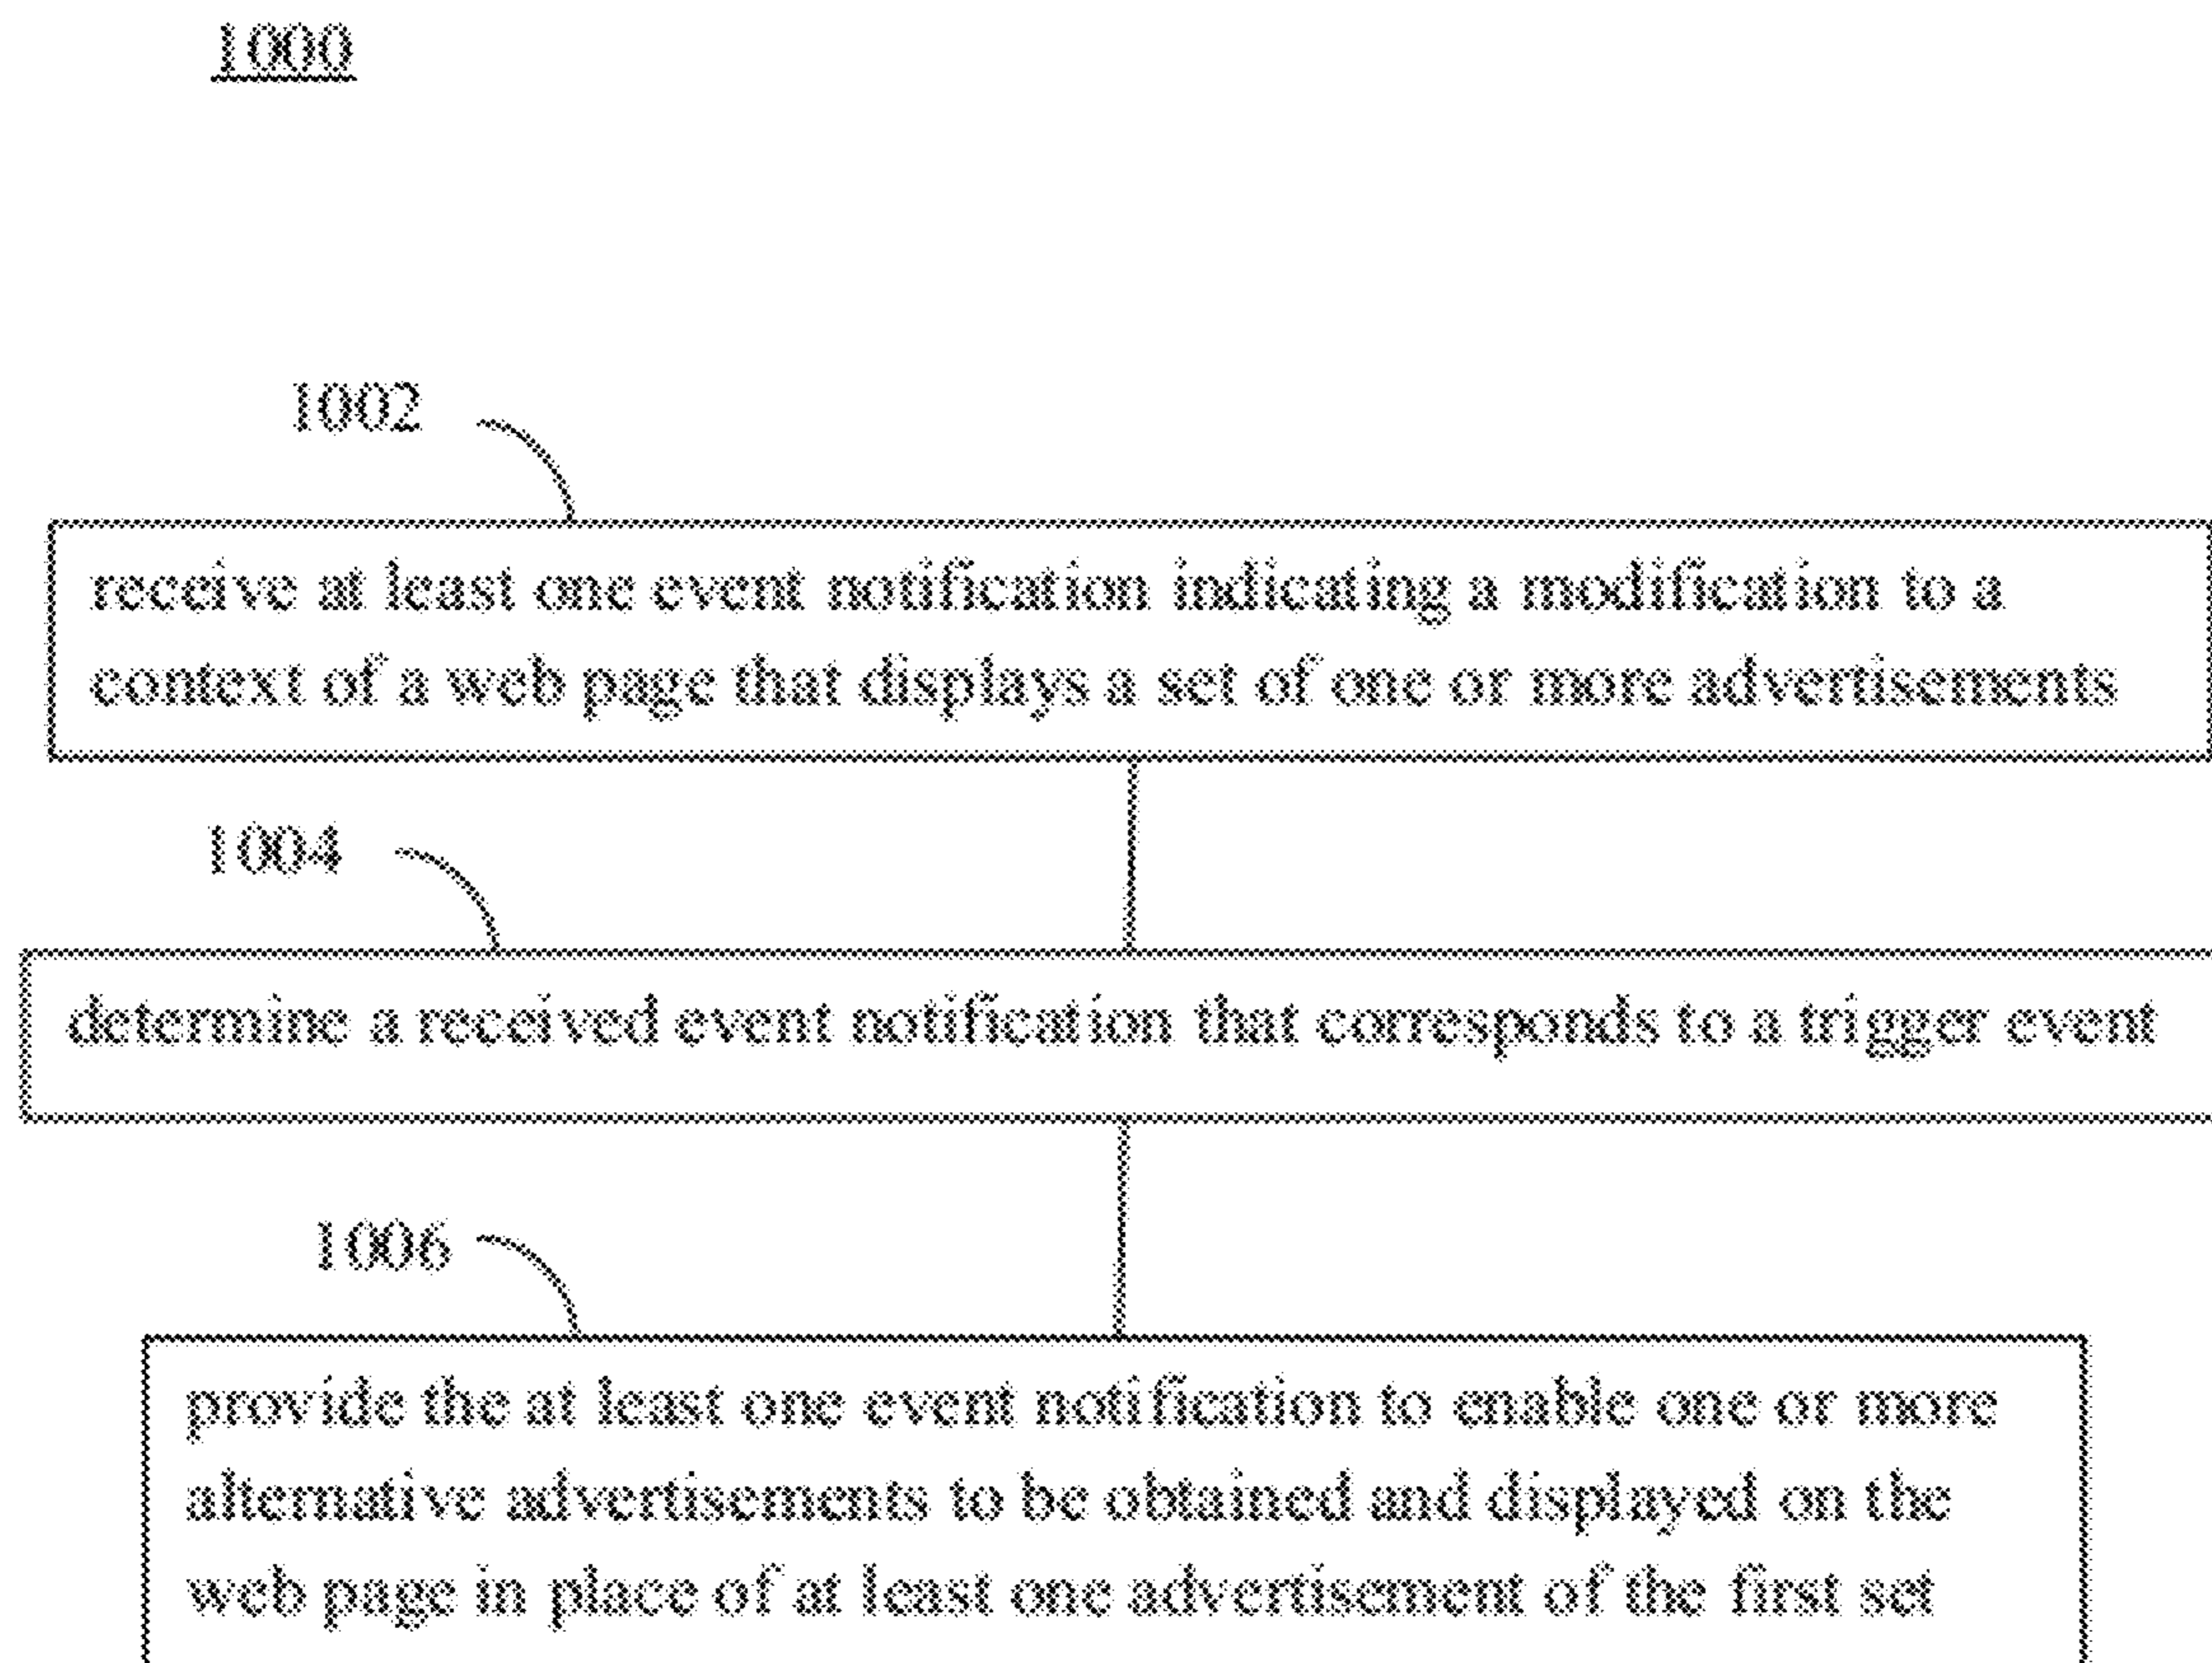 1000
1002
receive at least one event notification indicating a modification to a
context of a web page that displays a set of one or more advertisements
1004
determine a received event notification that corresponds to a trigger event
1006
provide the at least one event notification to enable one or more
alternative advertisements to be obtained and displayed on the
web page in place of at least one advertisement of the first set